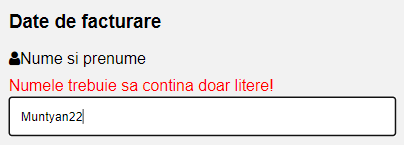 Date de facturare
Nume si prenume
Numele trebuie sa contina doar litere!
Muntyan22